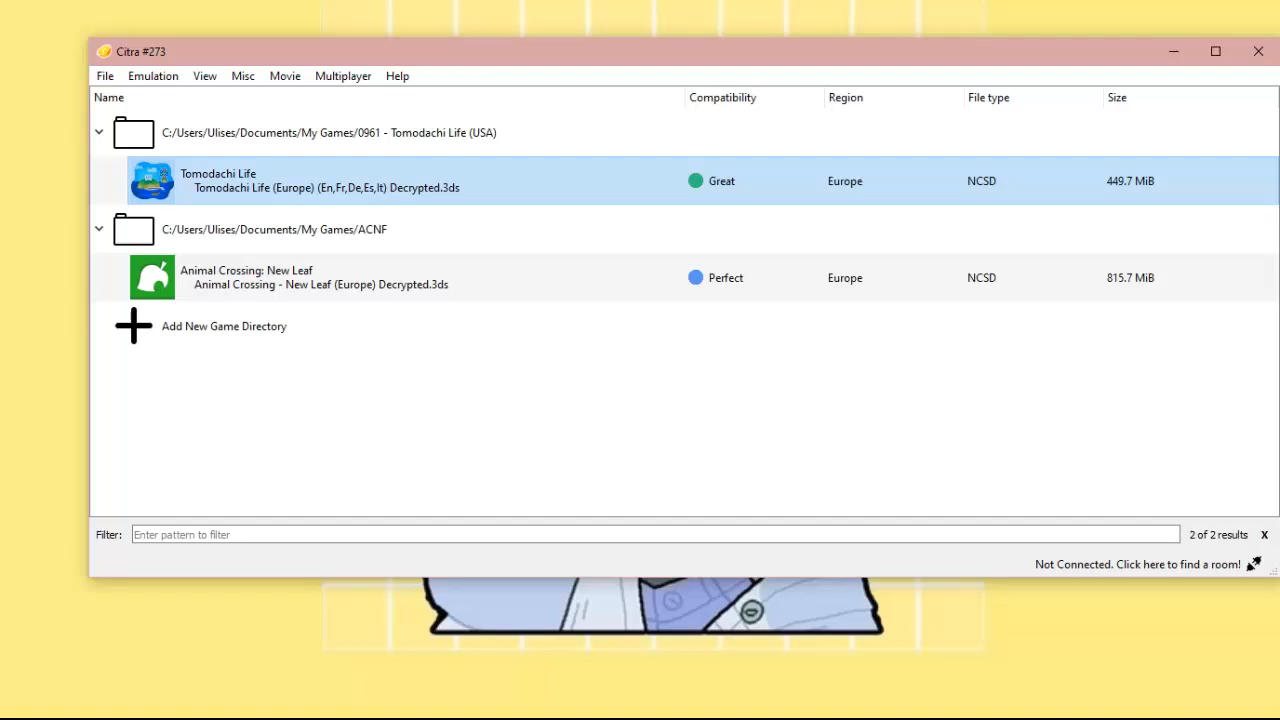 Citra #273
File Emulation View Misc Movie Multiplayer Help
Name Compatibility Region File type Size
C:/Users/Ulises/Documents/My Games/0961 - Tomodachi Life (USA)
Tomodachi Life
Tomodachi Life (Europe) (En,Fr,De,Es,It) Decrypted.3ds
Great Europe NCSD 449.7 MiB
C:/Users/Ulises/Documents/My Games/ACNF
Animal Crossing: New Leaf
Animal Crossing - New Leaf (Europe) Decrypted.3ds
Perfect Europe NCSD 815.7 MiB
Add New Game Directory
Filter: Enter pattern to filter 2 of 2 results X
Not Connected. Click here to find a room!